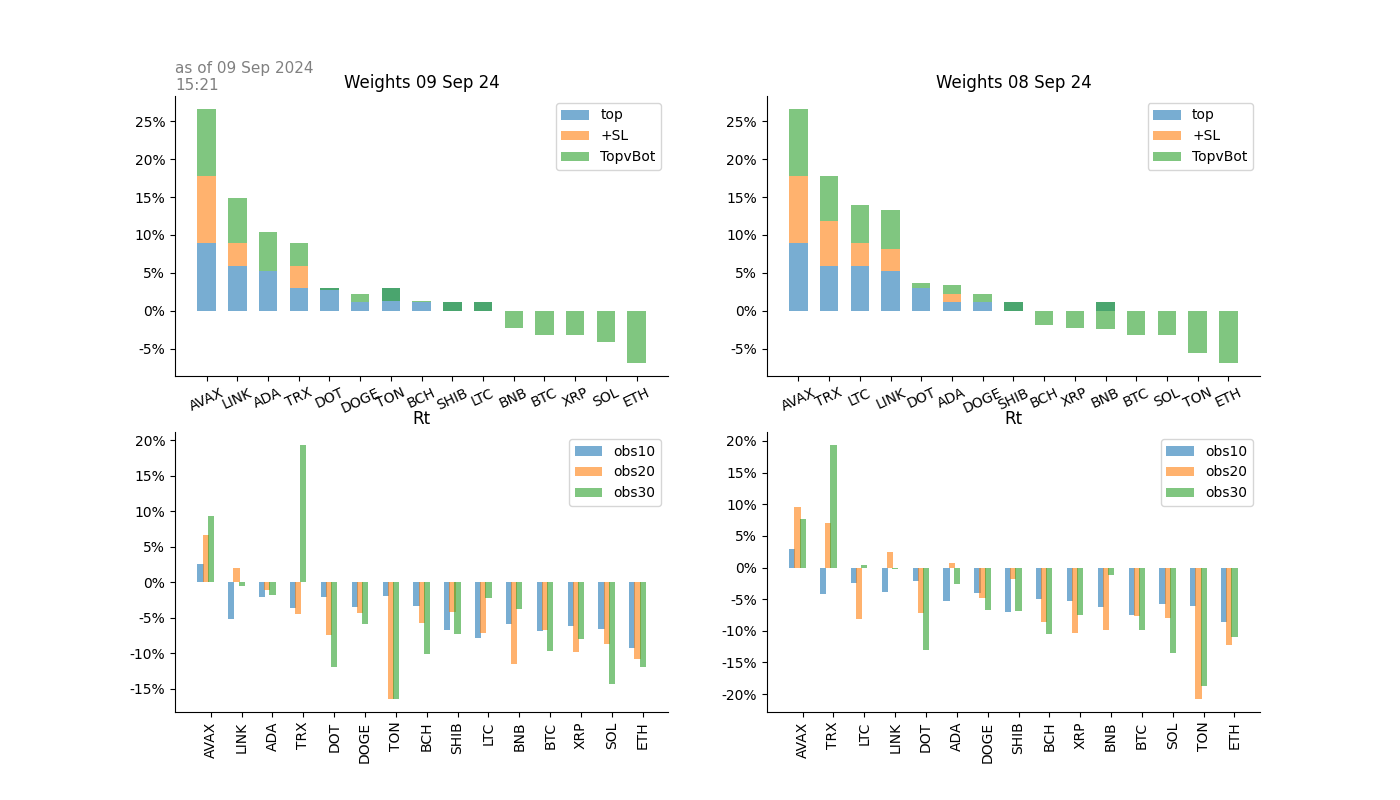 as of 09 Sep 2024
15:21
Weights 09 Sep 24
25%
20%
15%
10%
5%
0%
-5%
top
+SL
TopvBot
AVAX LINK ADA TRX DOT DOGE TON BCH SHIB LTC BNB BTC XRP SOL ETH
Weights 08 Sep 24
25%
20%
15%
10%
5%
0%
-5%
top
+SL
TopvBot
AVAX TRX LTC LINK DOT ADA DOGE SHIB BCH XRP BNB BTC SOL TON ETH
Rt
20%
15%
10%
5%
0%
-5%
-10%
-15%
obs10
obs20
obs30
AVAX LINK ADA TRX DOT DOGE TON BCH SHIB LTC BNB BTC XRP SOL ETH
Rt
20%
15%
10%
5%
0%
-5%
-10%
-15%
-20%
obs10
obs20
obs30
AVAX TRX LTC LINK DOT ADA DOGE SHIB BCH XRP BNB BTC SOL TON ETH